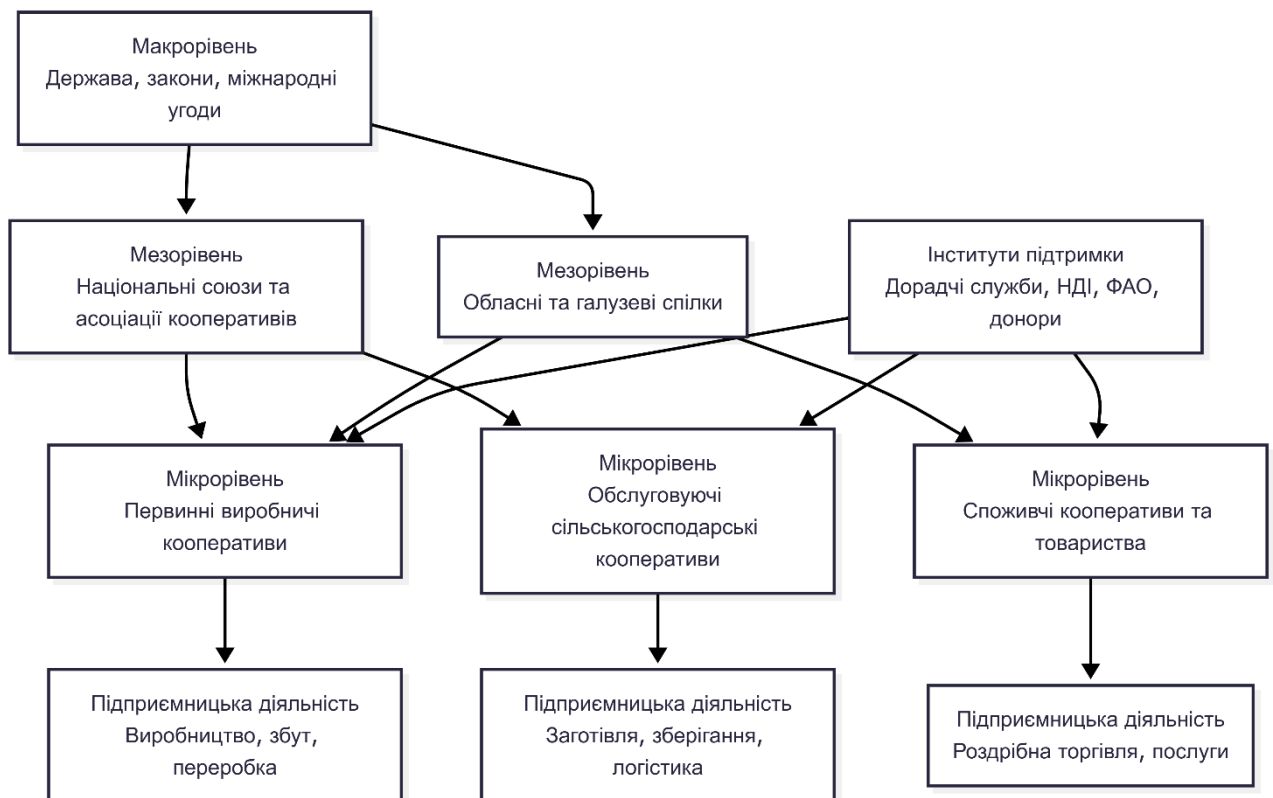 Макрорівень
Держава, закони, міжнародні
угоди
Мезорівень
Національні союзи та
асоціації кооперативів
Мезорівень
Обласні та галузеві спілки
Інститути підтримки
Дорадчі служби, НДІ, ФАО,
донори
Мікрорівень
Первинні виробничі
кооперативи
Мікрорівень
Обслуговуючі
сільськогосподарські
кооперативи
Мікрорівень
Споживчі кооперативи та
товариства
Підприємницька діяльність
Виробництво, збут,
переробка
Підприємницька діяльність
Заготівля, зберігання,
логістика
Підприємницька діяльність
Роздрібна торгівля, послуги